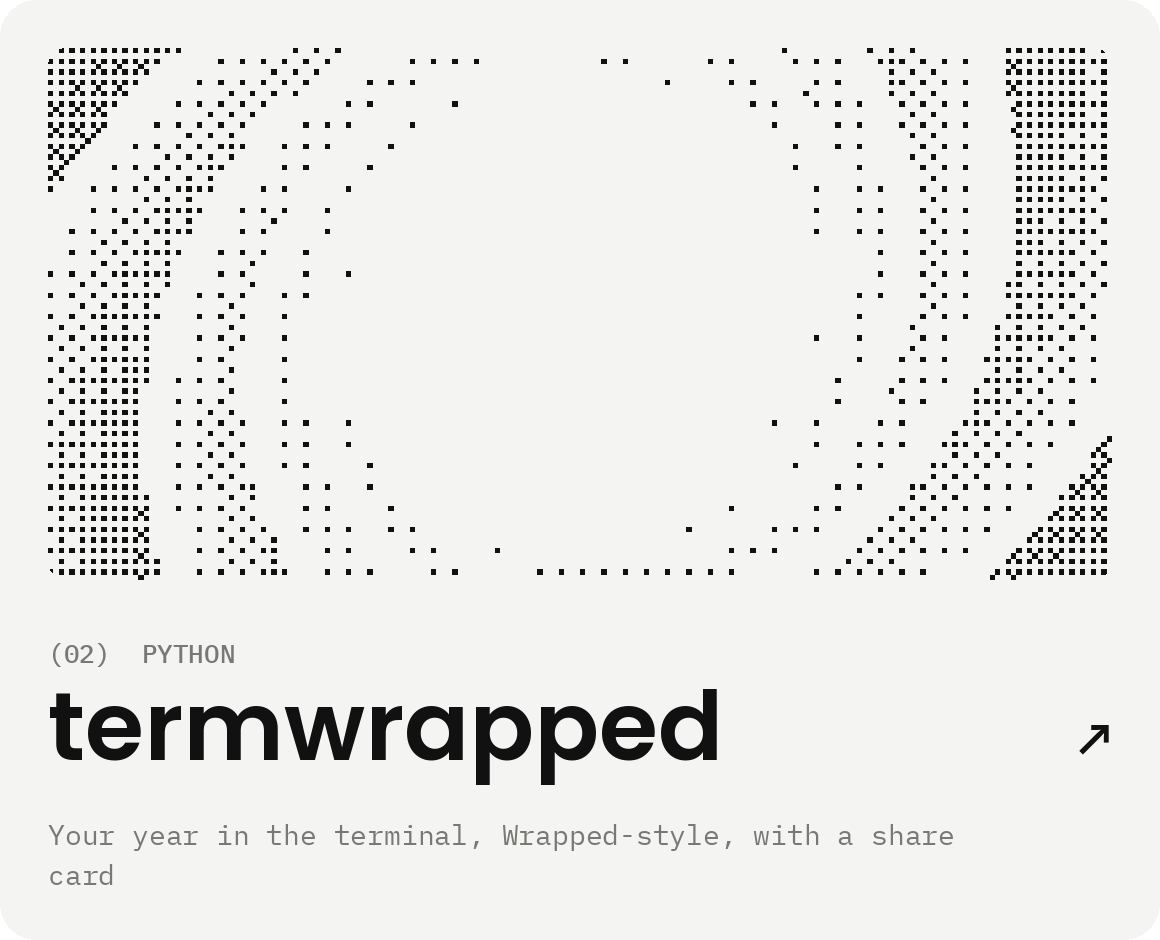 (02) PYTHON
termwrapped
↗
Your year in the terminal, Wrapped-style, with a share
card